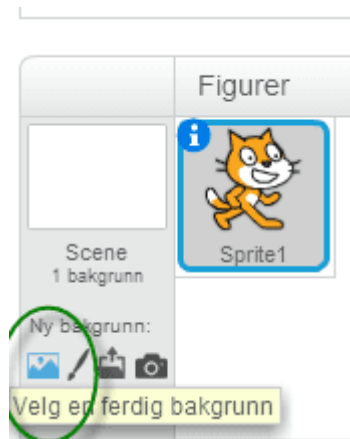 Figurer
Scene
1 bakgrunn
Sprite1
Ny bakgrunn:
Velg en ferdig bakgrunn